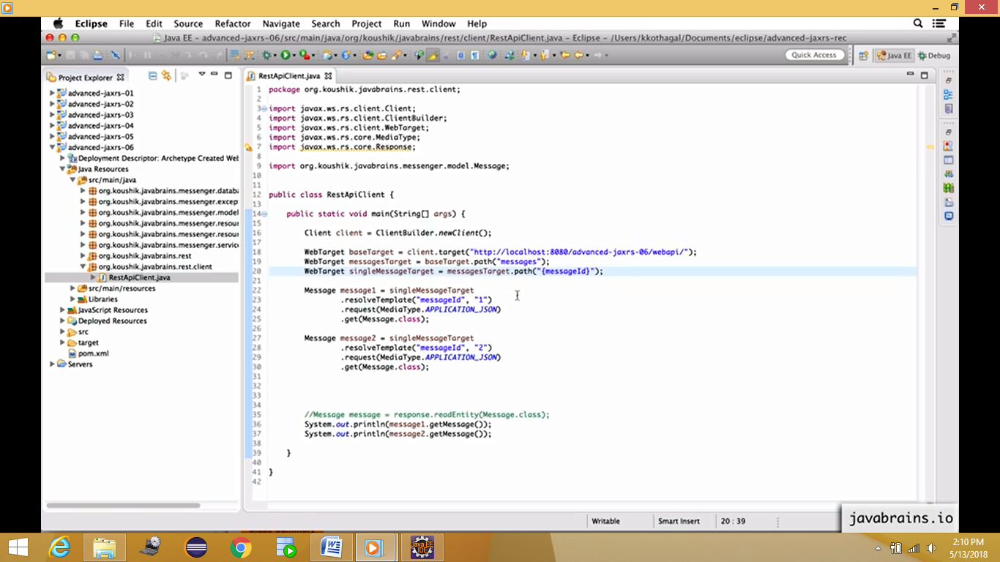 Eclipse File Edit Source Refactor Navigate Search Project Run Window Help
Java EE – advanced-jaxrs-06/src/main/java/org/koushik/javabrains/rest/client/RestApiClient.java – Eclipse – /Users/kkothagal/Documents/eclipse/advanced-jaxrs-rec
Quick Access
Java EE
Debug
Project Explorer
advanced-jaxrs-01
advanced-jaxrs-02
advanced-jaxrs-03
advanced-jaxrs-04
advanced-jaxrs-05
advanced-jaxrs-06
Deployment Descriptor: Archetype Created Web
Java Resources
src/main/java
org.koushik.javabrains.messenger.databa
org.koushik.javabrains.messenger.excep
org.koushik.javabrains.messenger.model
org.koushik.javabrains.messenger.resou
org.koushik.javabrains.messenger.resou
org.koushik.javabrains.messenger.servic
org.koushik.javabrains.rest
org.koushik.javabrains.rest.client
RestApiClient.java
src/main/resources
Libraries
JavaScript Resources
Deployed Resources
src
target
pom.xml
Servers
RestApiClient.java
1 package org.koushik.javabrains.rest.client;
2
3 import javax.ws.rs.client.Client;
4 import javax.ws.rs.client.ClientBuilder;
5 import javax.ws.rs.client.WebTarget;
6 import javax.ws.rs.core.MediaType;
7 import javax.ws.rs.core.Response;
8
9 import org.koushik.javabrains.messenger.model.Message;
10
11
12 public class RestApiClient {
13
14 public static void main(String[] args) {
15
16 Client client = ClientBuilder.newClient();
17
18 WebTarget baseTarget = client.target("http://localhost:8080/advanced-jaxrs-06/webapi/");
19 WebTarget messagesTarget = baseTarget.path("messages");
20 WebTarget singleMessageTarget = messagesTarget.path("{messageId}");
21
22 Message message1 = singleMessageTarget
23 .resolveTemplate("messageId", "1")
24 .request(MediaType.APPLICATION_JSON)
25 .get(Message.class);
26
27 Message message2 = singleMessageTarget
28 .resolveTemplate("messageId", "2")
29 .request(MediaType.APPLICATION_JSON)
30 .get(Message.class);
31
32
33
34
35 //Message message = response.readEntity(Message.class);
36 System.out.println(message1.getMessage());
37 System.out.println(message2.getMessage());
38
39 }
40
41 }
42
Writable Smart Insert 20 : 39
javabrains.io
Java EE
IDE
2:10 PM
5/13/2018